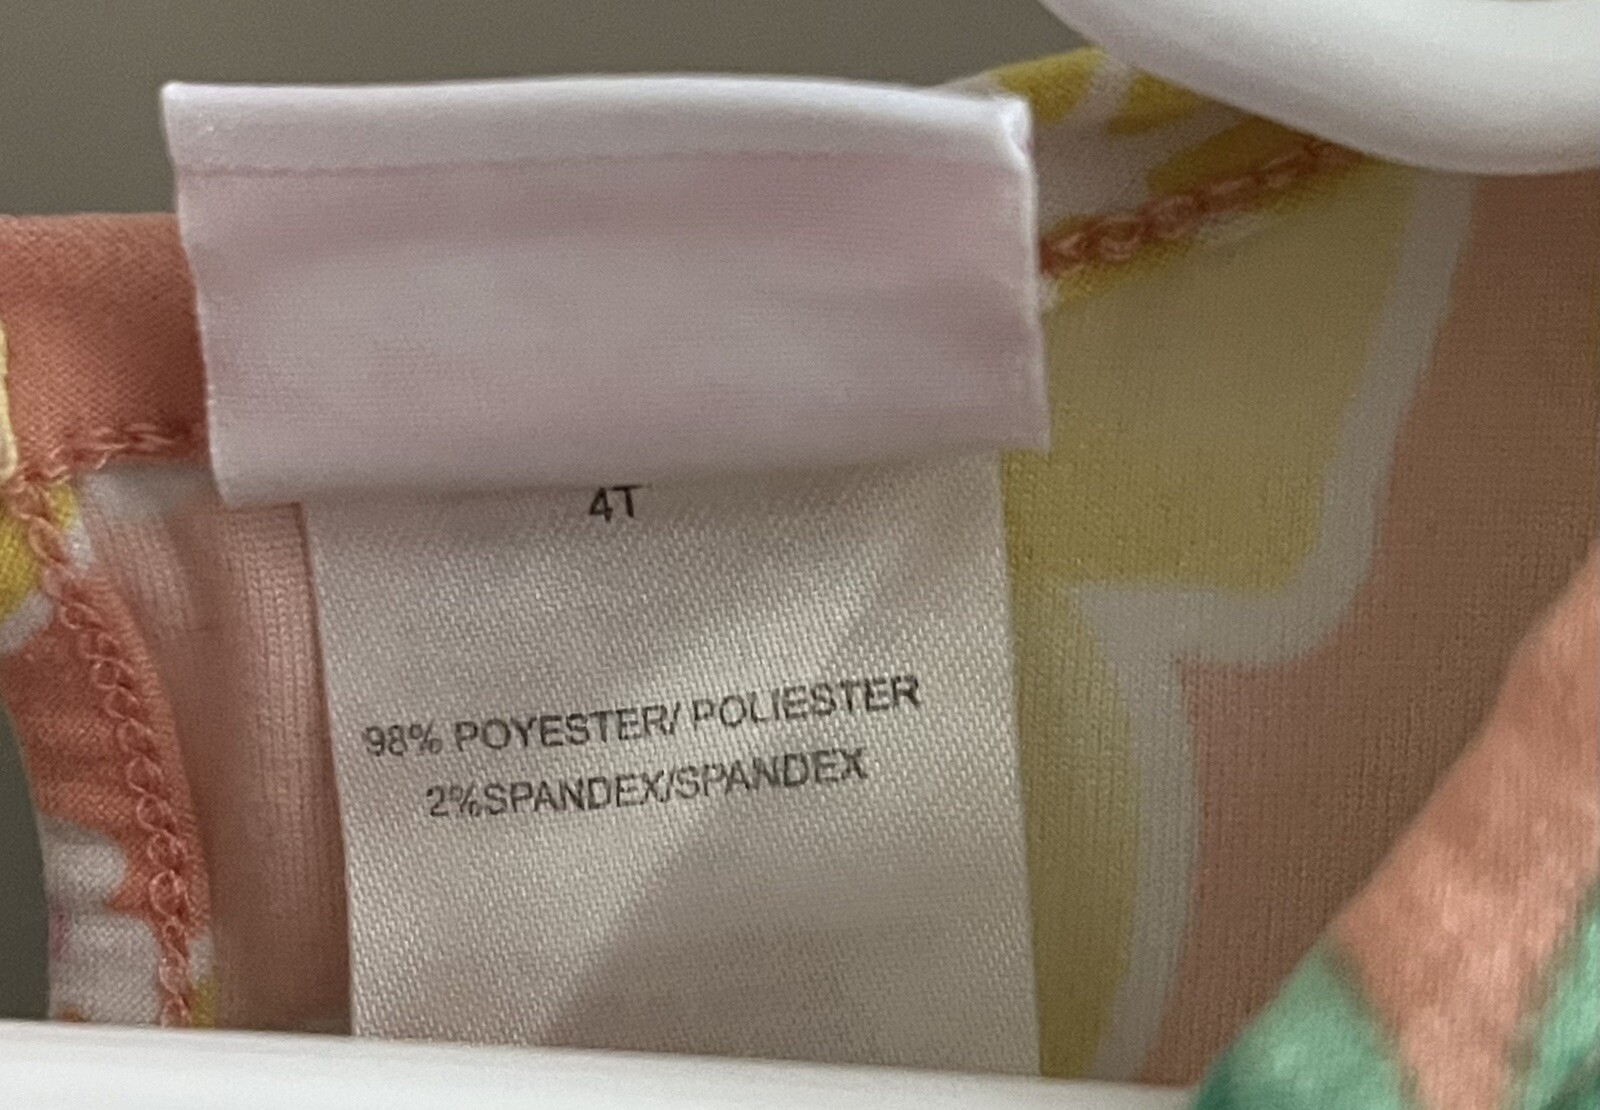 4T
98% POYESTER/ POLIESTER
2%SPANDEX/SPANDEX